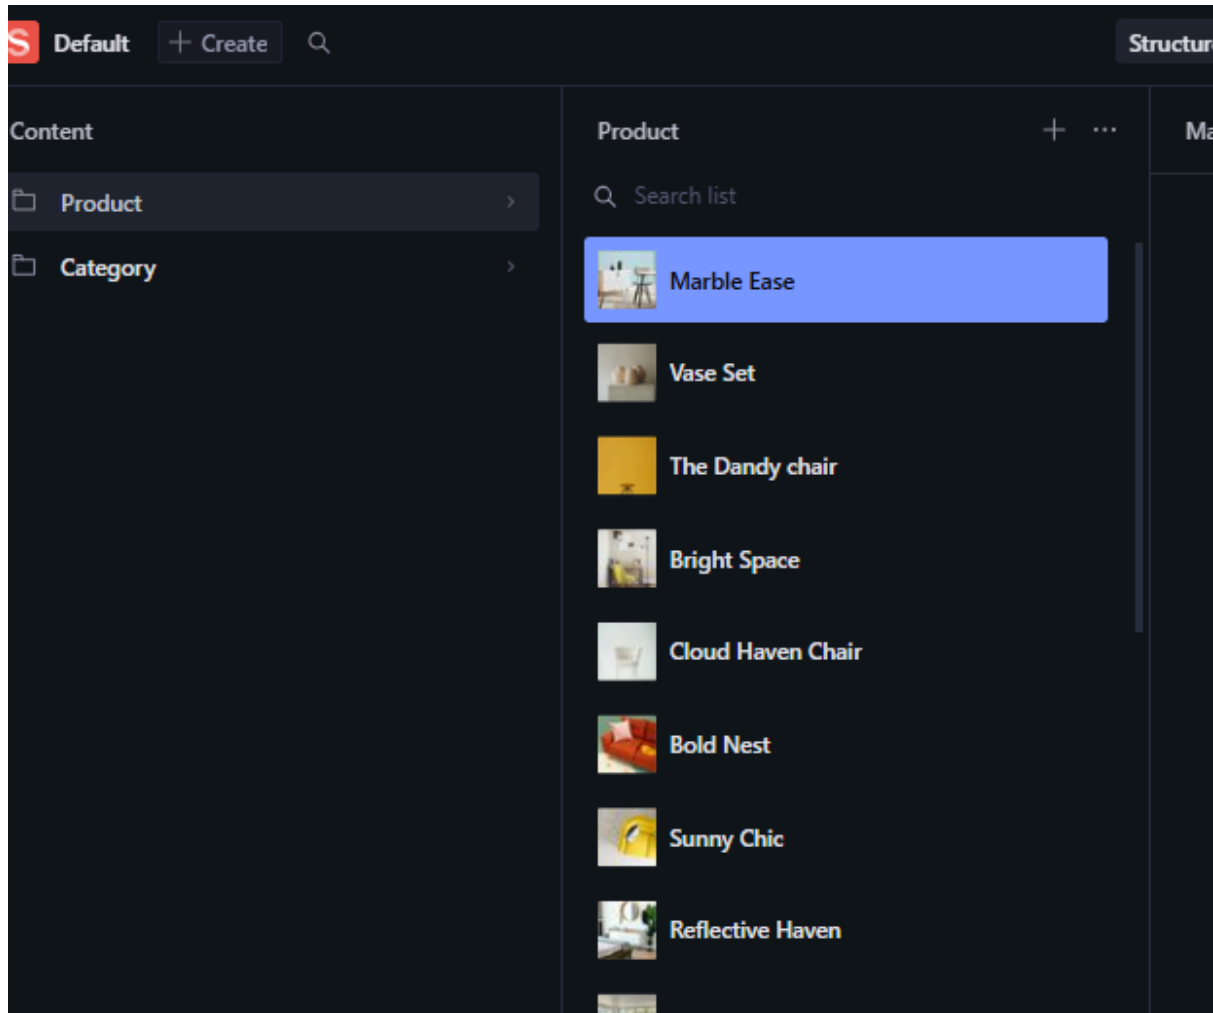 S Default + Create
Structur
Content
Product
Category
Product
Ma
Search list
Marble Ease
Vase Set
The Dandy chair
Bright Space
Cloud Haven Chair
Bold Nest
Sunny Chic
Reflective Haven